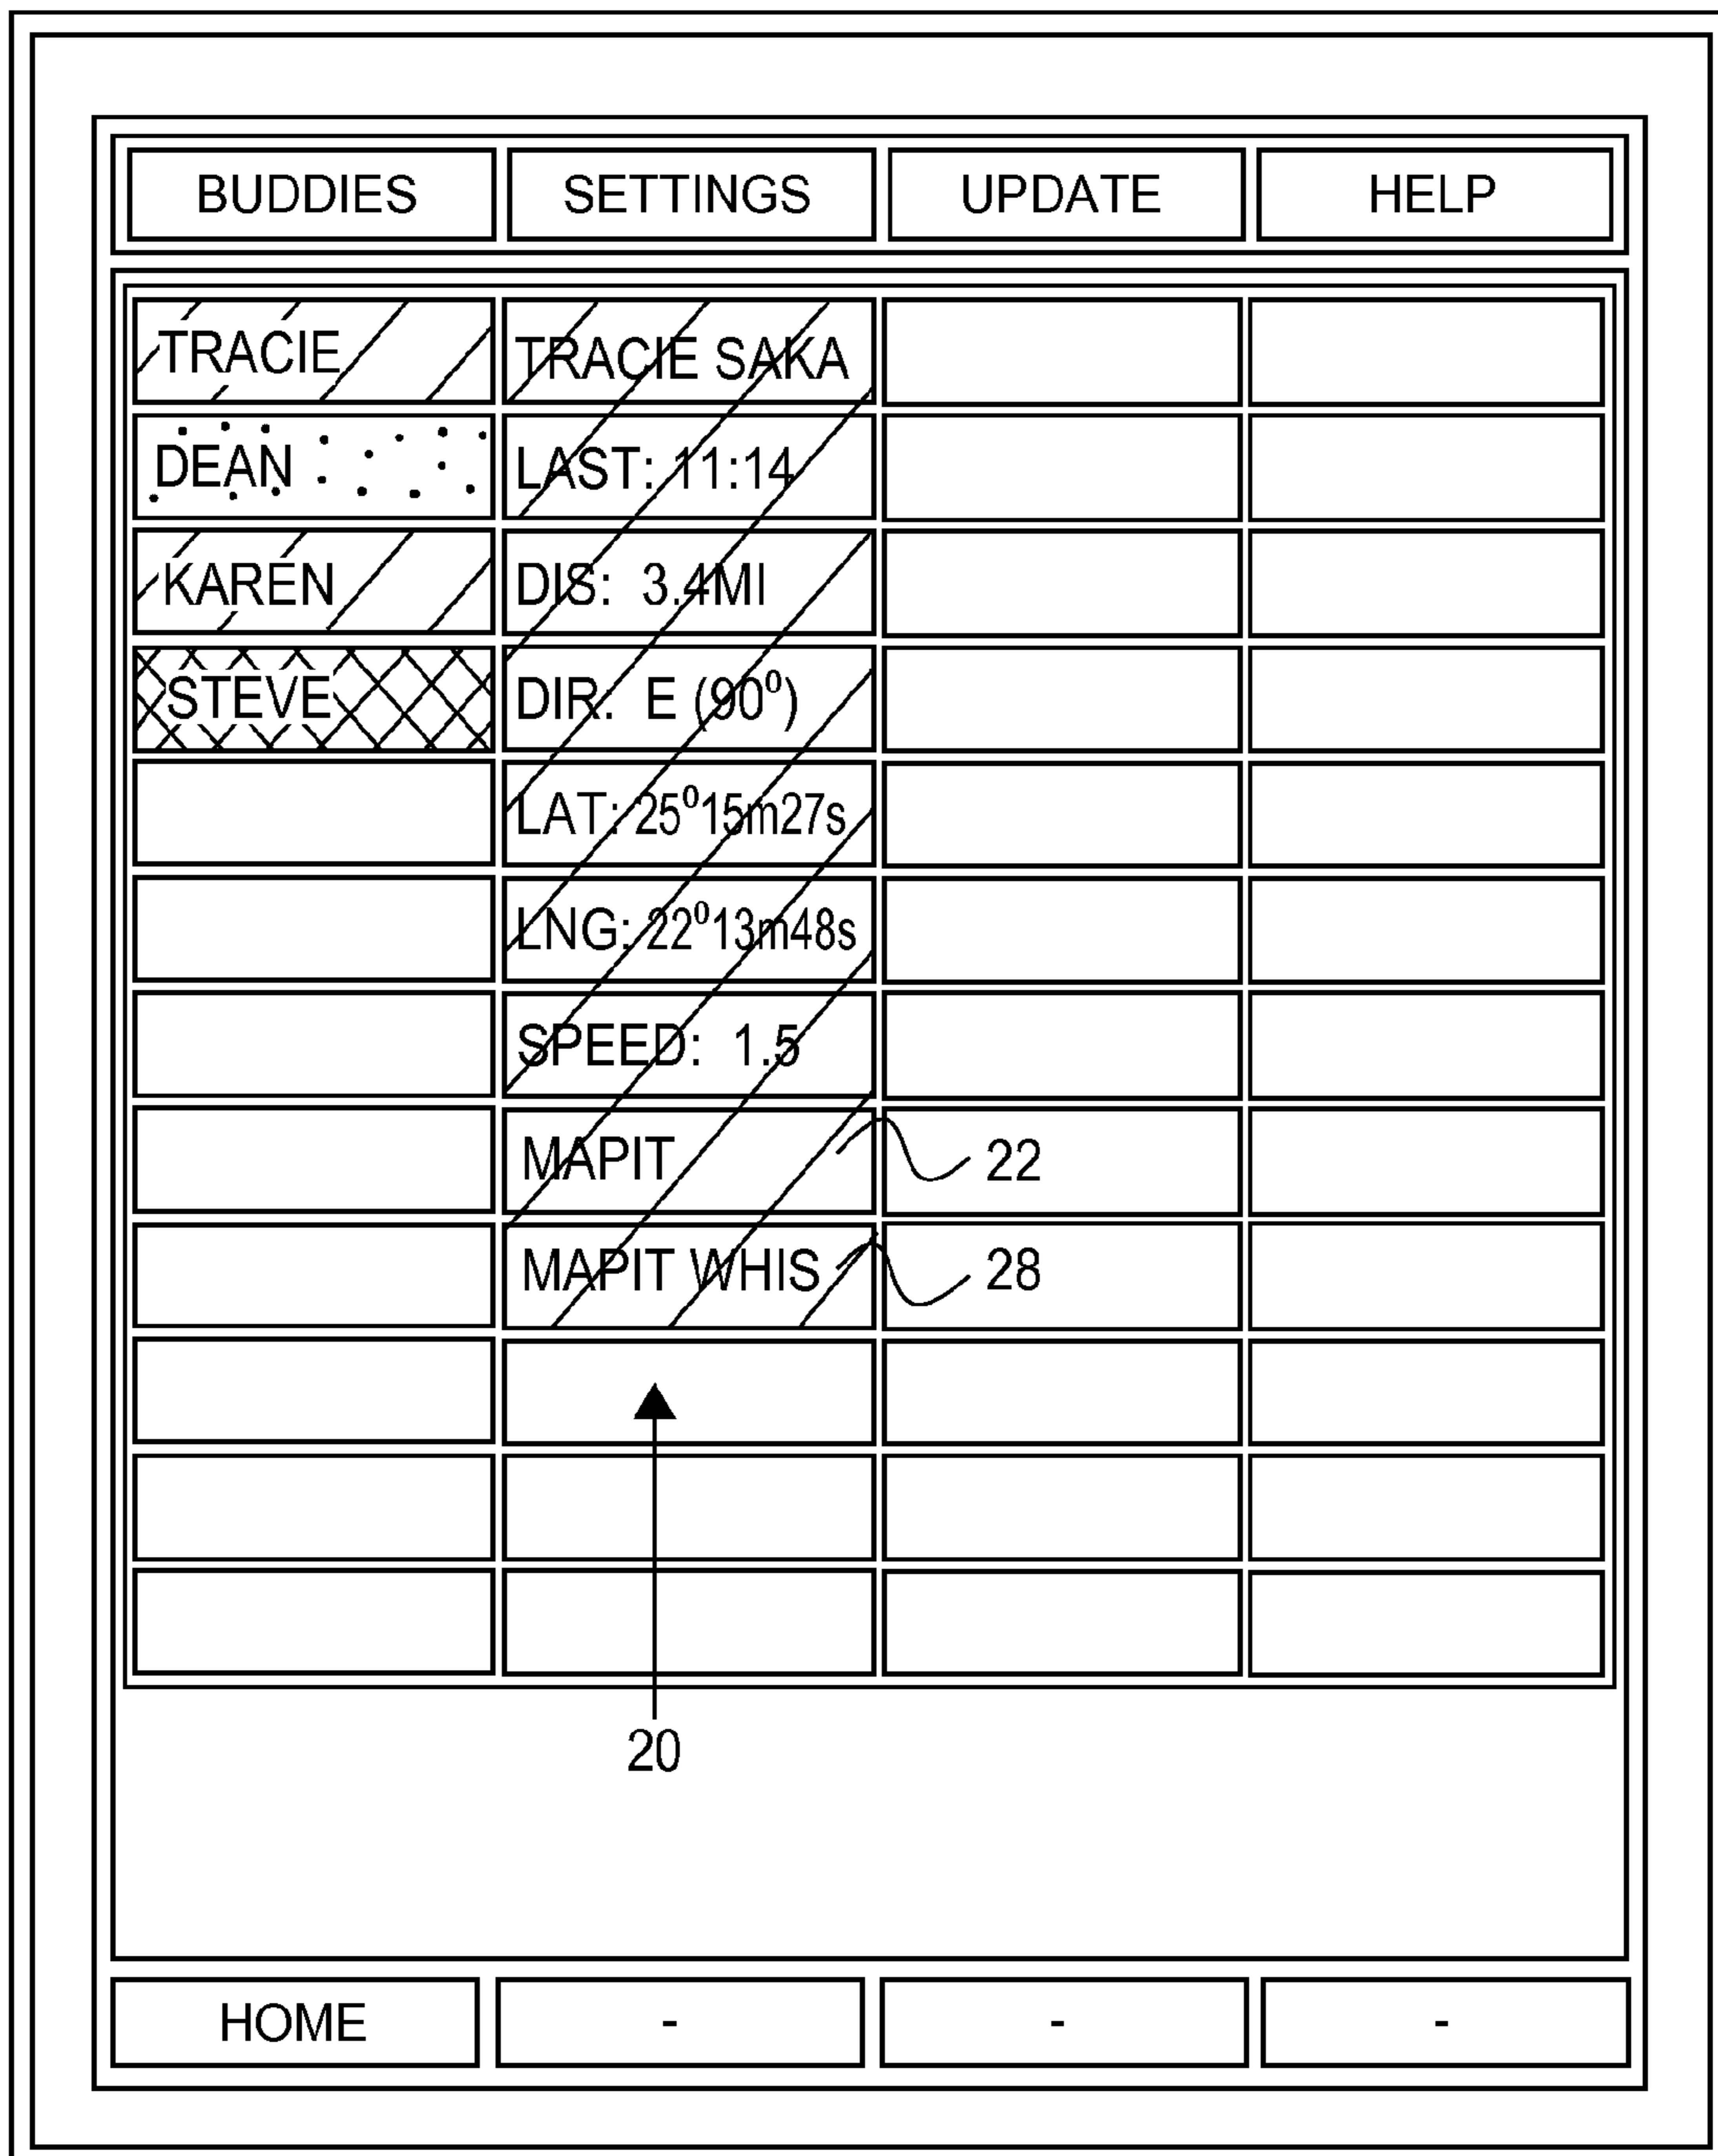 BUDDIES SETTINGS UPDATE HELP
TRACIE TRACIE SAKA
DEAN LAST: 11:14
KAREN DIS: 3.4MI
STEVE DIR: E (90⁰)
LAT: 25⁰15m27s
LNG: 22⁰13m48s
SPEED: 1.5
MAPIT 22
MAPIT WHIS 28
20
HOME - - -